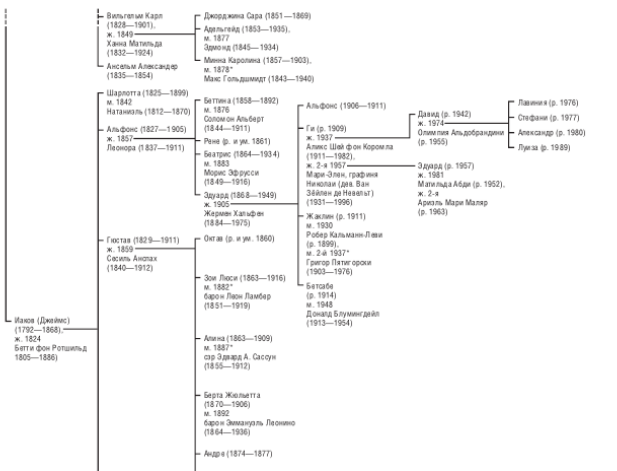 Вильгельм Карл
(1828—1901),
ж. 1849
Ханна Матильда
(1832—1924)
Ансельм Александер
(1835—1854)
Джорджина Сара (1851—1869)
Адельгейд (1853—1935),
м. 1877
Эдмонд (1845—1934)
Минна Каролина (1857—1903),
м. 1878*
Макс Гольдшмидт (1843—1940)
Иаков (Джеймс)
(1792—1868),
ж. 1824
Бетти фон Ротшильд
1805—1886)
Шарлотта (1825—1899)
м. 1842
Натаниэль (1812—1870)
Альфонс (1827—1905)
ж. 1857
Леонора (1837—1911)
Гюстав (1829—1911)
ж. 1859
Сесиль Анспах
(1840—1912)
Беттина (1858—1892)
м. 1876
Соломон Альберт
(1844—1911)
Рене (р. и ум. 1861)
Беатрис (1864—1934)
м. 1883
Морис Эфрусси
(1849—1916)
Эдуард (1868—1949)
ж. 1905
Жермен Хальфен
(1884—1975)
Октав (р. и ум. 1860)
Зои Люси (1863—1916)
м. 1882*
барон Леон Ламбер
(1851—1919)
Алина (1863—1909)
м. 1887*
сэр Эдвард А. Сассун
(1855—1912)
Берта Жюльетта
(1870—1906)
м. 1892
барон Эммануэль Леонино
(1864—1936)
Андре (1874—1877)
Альфонс (1906—1911)
Ги (р. 1909)
ж. 1937
Аликс Шей фон Коромла
(1911—1982),
ж. 2-я 1957
Мари-Элен, графиня
Николаи (дев. Ван
Зёйлен де Невельт)
(1931—1996)
Жаклин (р. 1911)
м. 1930
Робер Кальманн-Леви
(р. 1899),
м. 2-й 1937*
Григор Пятигорски
(1903—1976)
Бетсабе
(р. 1914)
м. 1948
Доналд Блумингдейл
(1913—1954)
Давид (р. 1942)
ж. 1974
Олимпия Альдобрандини
(р. 1955)
Эдуард (р. 1957)
ж. 1981
Матильда Абди (р. 1952),
ж. 2-я
Ариэль Мари Маляр
(р. 1963)
Лавиния (р. 1976)
Стефани (р. 1977)
Александр (р. 1980)
Луиза (р. 1989)